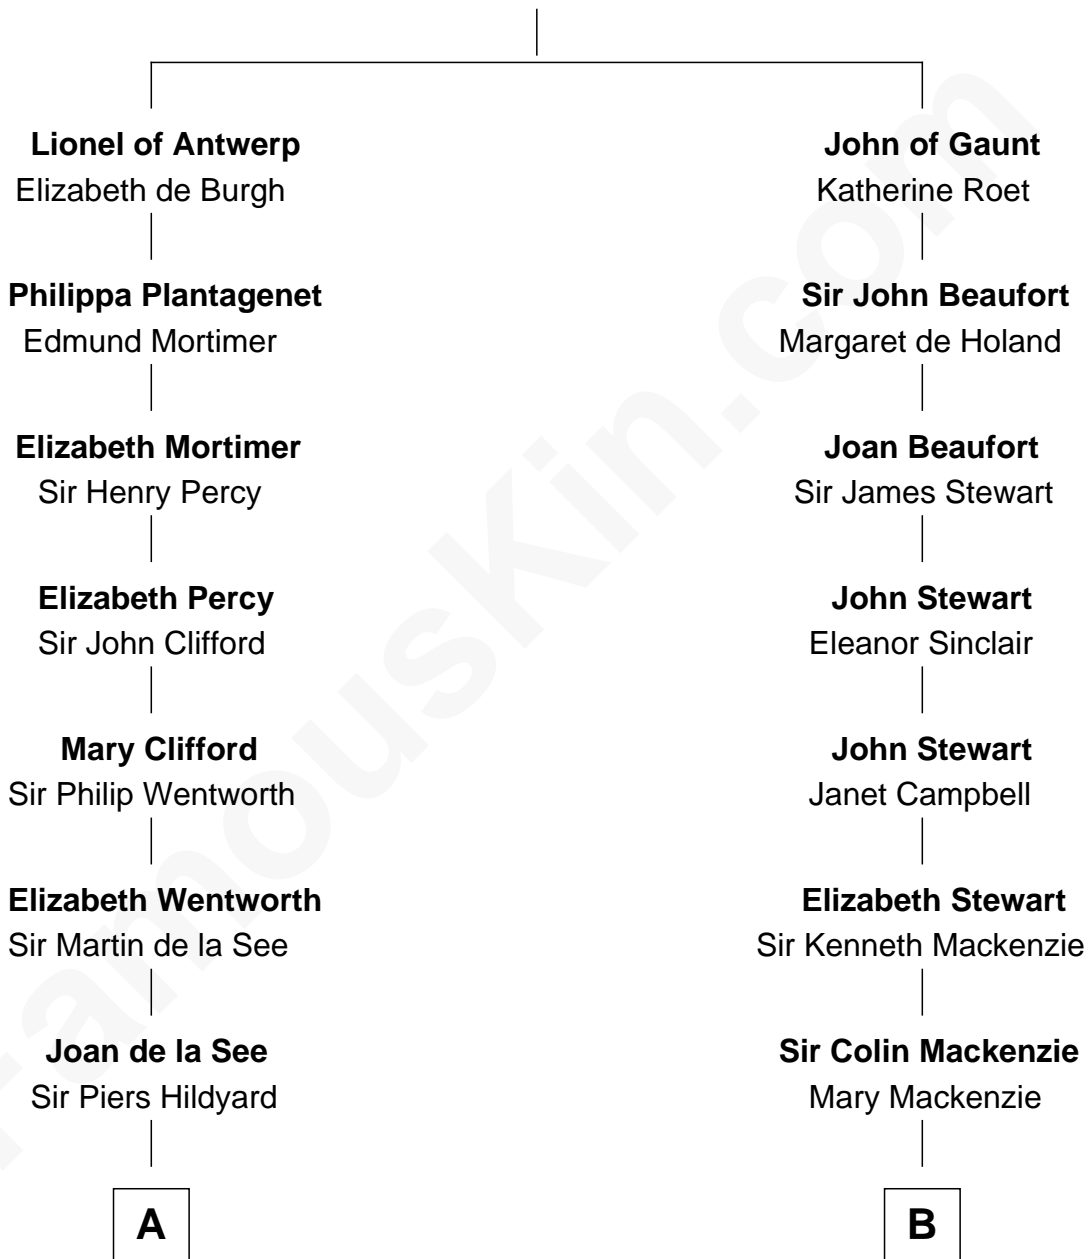 Lionel of Antwerp
Elizabeth de Burgh
Philippa Plantagenet
Edmund Mortimer
Elizabeth Mortimer
Sir Henry Percy
Elizabeth Percy
Sir John Clifford
Mary Clifford
Sir Philip Wentworth
Elizabeth Wentworth
Sir Martin de la See
Joan de la See
Sir Piers Hildyard
A
John of Gaunt
Katherine Roet
Sir John Beaufort
Margaret de Holand
Joan Beaufort
Sir James Stewart
John Stewart
Eleanor Sinclair
John Stewart
Janet Campbell
Elizabeth Stewart
Sir Kenneth Mackenzie
Sir Colin Mackenzie
Mary Mackenzie
B
FamousKin.com